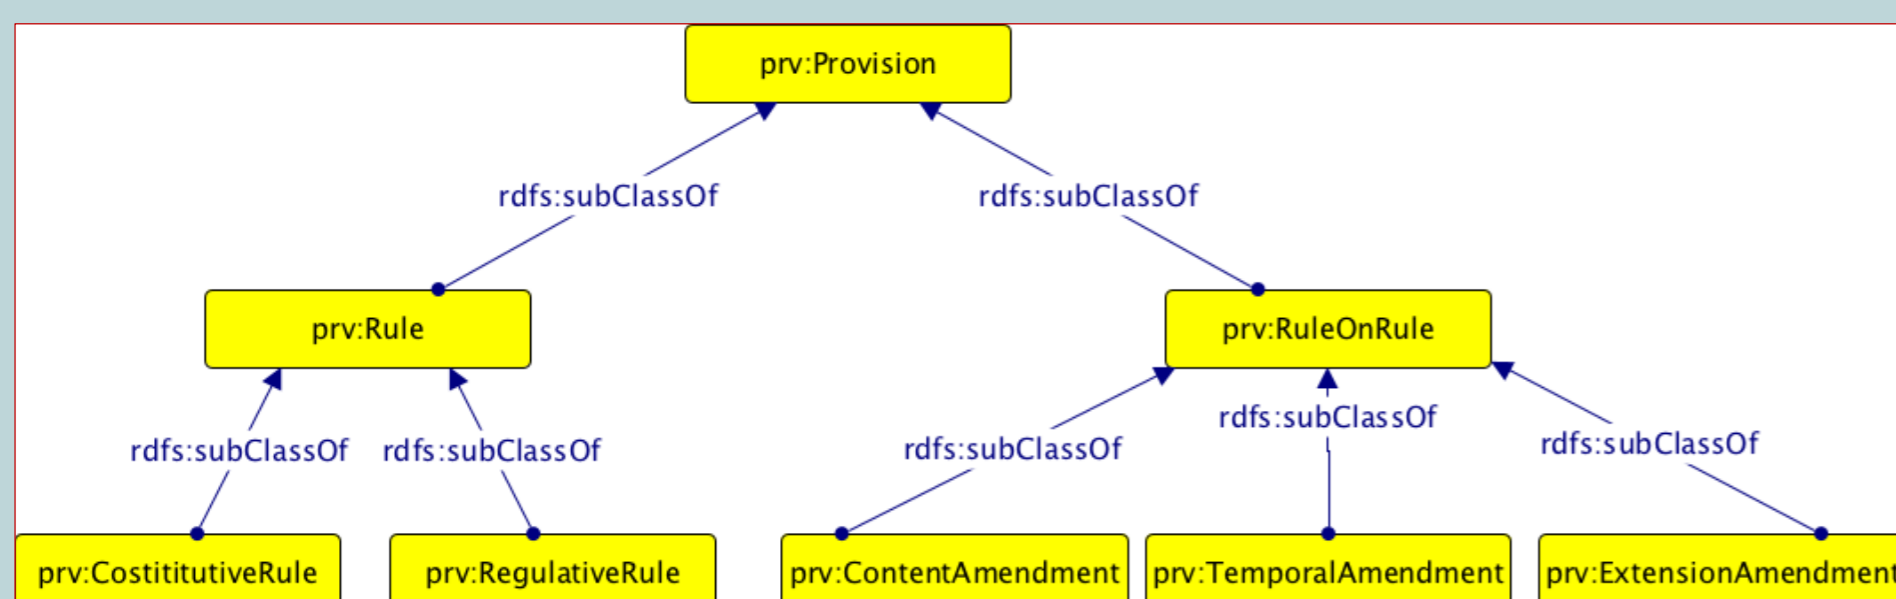 prv:Provision
rdfs:subClassOf
rdfs:subClassOf
prv:Rule
prv:RuleOnRule
rdfs:subClassOf
rdfs:subClassOf
rdfs:subClassOf
rdfs:subClassOf
rdfs:subClassOf
prv:CostititutiveRule
prv:RegulativeRule
prv:ContentAmendment
prv:TemporalAmendment
prv:ExtensionAmendment